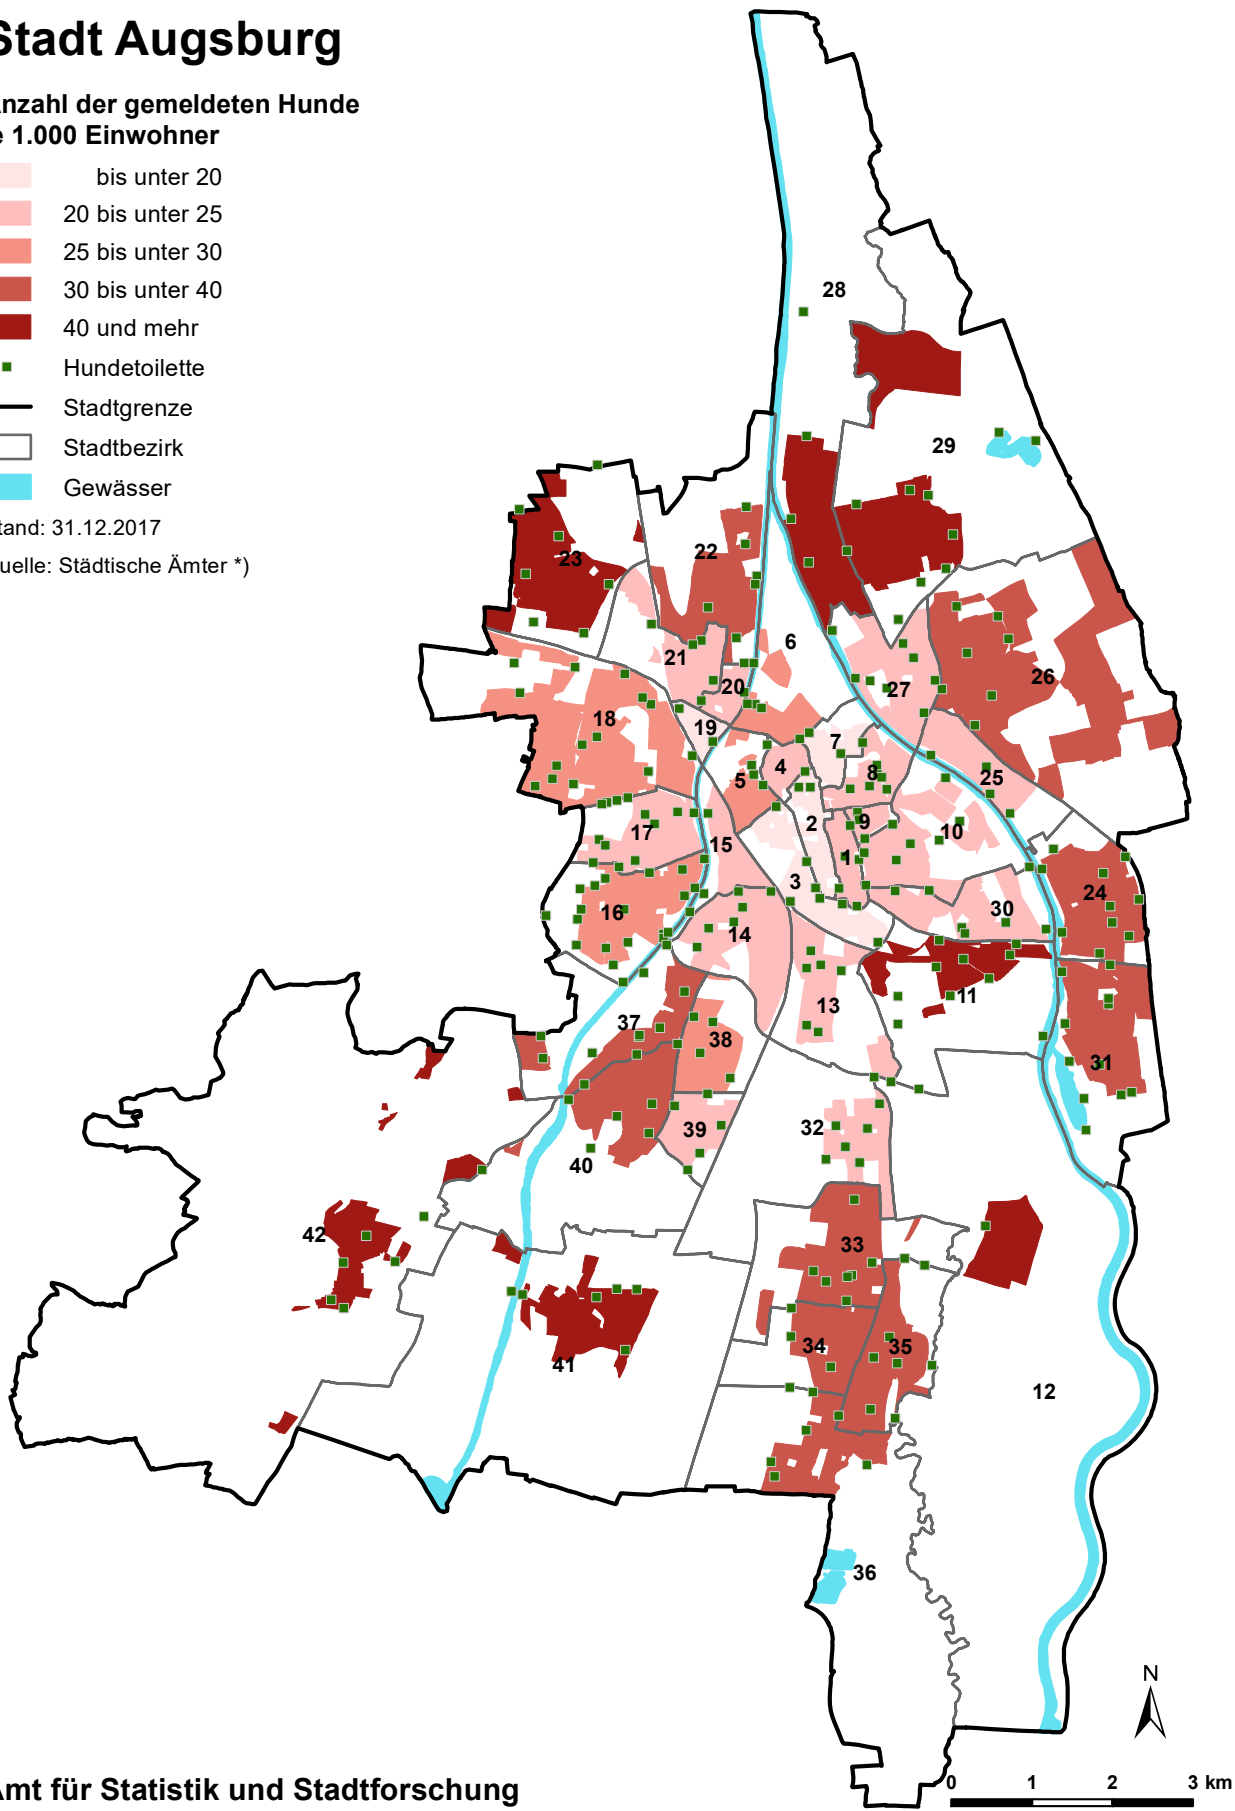 Stadt Augsburg
nzahl der gemeldeten Hunde
e 1.000 Einwohner
bis unter 20
20 bis unter 25
25 bis unter 30
30 bis unter 40
40 und mehr
Hundetoilette
Stadtgrenze
Stadtbezirk
Gewässer
tand: 31.12.2017
uelle: Städtische Ämter *)
28
29
23
22
6
21
20
26
27
18
19
7
4
8
5
25
2
9
10
17
15
1
3
24
16
30
14
11
13
37
38
31
32
39
40
42
33
34
35
41
12
36
N
0 1 2 3 km
Amt für Statistik und Stadtforschung